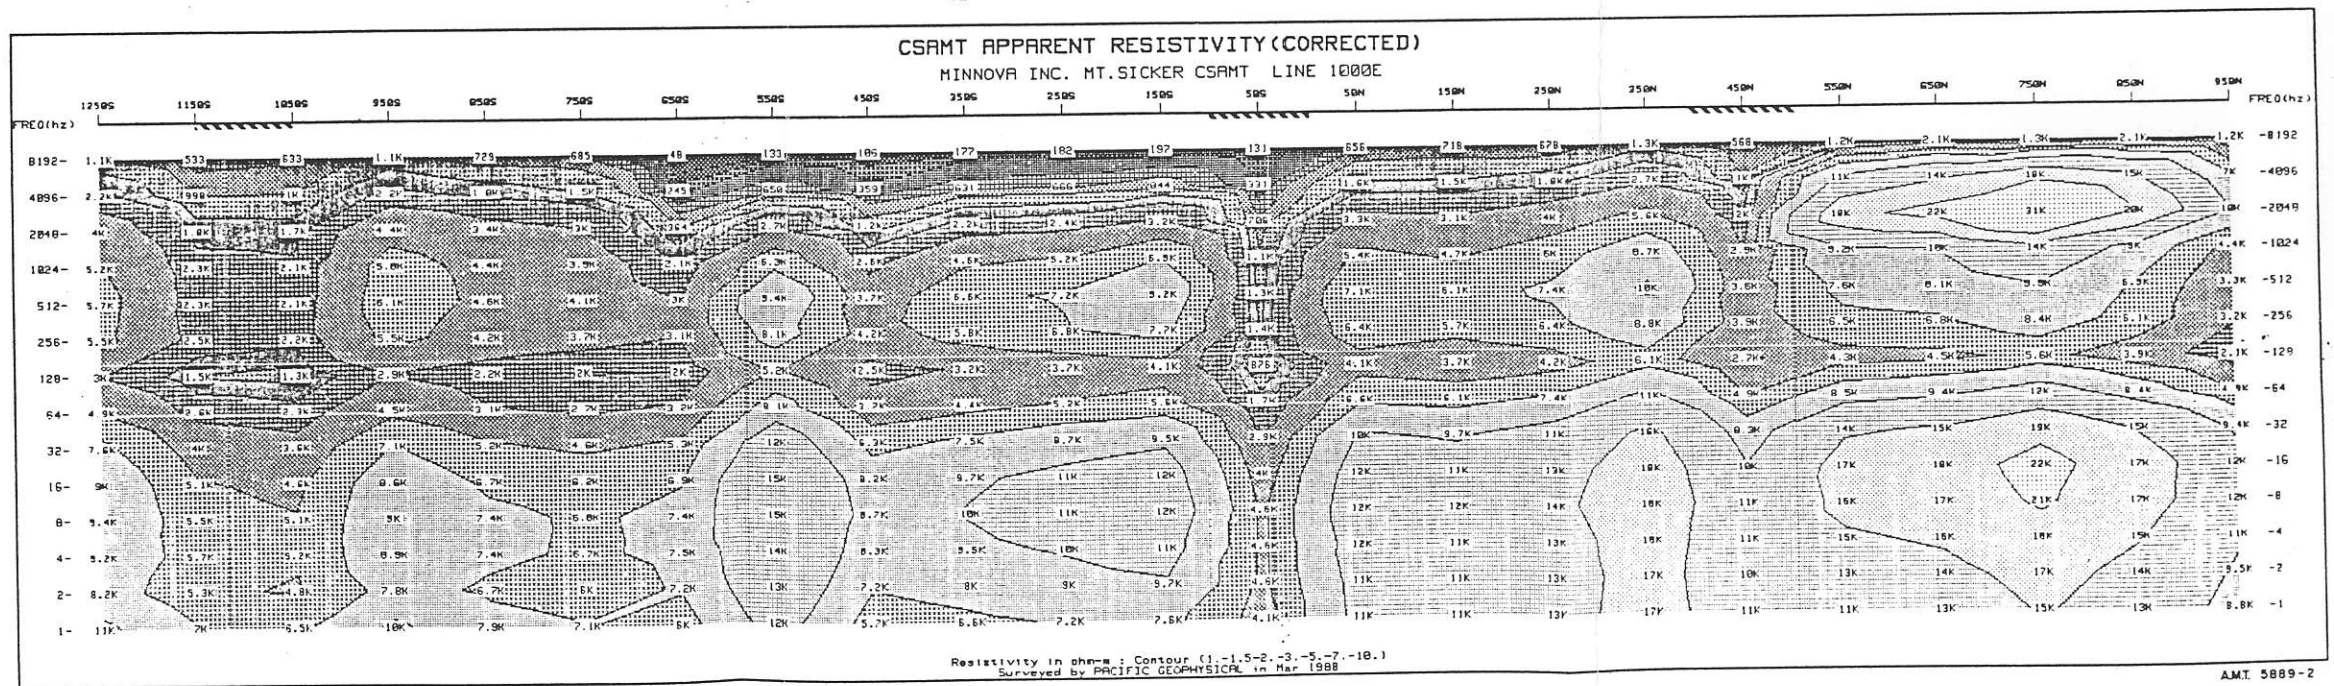 CSAMT APPARENT RESISTIVITY(CORRECTED)
MINNOVA INC. MT.SICKER CSAMT LINE 1000E
1250S 1150S 1050S 950S 850S 750S 650S 550S 450S 350S 250S 150S 50S 50N 150N 250N 350N 450N 550N 650N 750N 850N 950N
FREQ(hz) FREQ(hz)
8192- 1.1K 533 633 1.1K 729 685 48 133 106 177 182 197 131 656 718 678 1.3K 568 1.2K 2.1K 1.3K 2.1K 1.2K -8192
4096- 2.2K 998 1K 2.2K 1.8K 1.5K 245 650 359 631 666 844 331 1.6K 1.5K 1.8K 2.7K 1K 11K 14K 18K 15K 7K -4096
2048- 4K 1.8K 1.7K 4.4K 3.4K 3K 364 2.7K 1.2K 2.2K 2.4K 3.2K 3.3K 3.1K 4K 5.6K 2K 18K 22K 31K 20K 10K -2048
1024- 5.2K 2.3K 2.1K 5.8K 4.4K 3.9K 2.1K 6.3K 2.6K 4.6K 5.2K 6.9K 1.1K 5.4K 4.7K 6K 8.7K 2.9K 9.2K 10K 14K 9K 4.4K -1024
512- 5.7K 2.3K 2.1K 6.1K 4.6K 4.1K 3K 9.4K 3.7K 6.6K 7.2K 9.2K 1.3K 7.1K 6.1K 7.4K 10K 3.6K 7.6K 8.1K 9.9K 6.9K 3.3K -512
256- 5.5K 2.5K 2.2K 5.5K 4.2K 3.7K 3.1K 8.1K 4.2K 5.8K 6.8K 7.7K 1.4K 6.4K 5.7K 6.4K 8.8K 3.9K 6.5K 6.8K 8.4K 6.1K 3.2K -256
128- 3K 1.5K 1.3K 2.9K 2.2K 2K 2K 5.2K 2.5K 3.2K 3.7K 4.1K 876 4.1K 3.7K 4.2K 6.1K 2.7K 4.3K 4.5K 5.6K 3.9K 2.1K -129
64- 4.9K 2.6K 2.3K 4.5K 3.1K 2.7K 3.2K 8.1K 3.7K 4.4K 5.2K 5.6K 1.7K 6.6K 6.1K 7.4K 11K 4.9K 8.5K 9.4K 12K 8.4K 4.9K -64
32- 7.6K 4K 3.6K 7.1K 5.2K 4.6K 5.3K 12K 6.3K 7.5K 8.7K 9.5K 2.9K 10K 9.7K 11K 16K 8.3K 14K 15K 19K 15K 9.4K -32
16- 9K 5.1K 4.6K 8.6K 6.7K 6.2K 6.9K 15K 8.2K 9.7K 11K 12K 4K 12K 11K 13K 18K 10K 17K 18K 22K 17K 12K -16
8- 9.4K 5.5K 5.1K 9K 7.4K 5.8K 7.4K 15K 8.7K 10K 11K 12K 4.6K 12K 12K 14K 18K 11K 16K 17K 21K 17K 12K -8
4- 9.2K 5.7K 5.2K 8.9K 7.4K 6.7K 7.5K 14K 8.3K 9.5K 10K 11K 4.6K 12K 11K 13K 18K 11K 15K 16K 18K 15K 11K -4
2- 8.2K 5.3K 4.8K 7.8K 6.7K 6K 7.2K 13K 7.2K 8K 9K 9.7K 4.6K 11K 11K 13K 17K 10K 13K 14K 17K 14K 9.5K -2
1- 11K 7K 6.5K 10K 7.9K 7.1K 6K 12K 5.7K 6.6K 7.2K 7.6K 4.1K 11K 11K 13K 17K 11K 11K 13K 15K 13K 8.8K -1
Resistivity in ohm-m : Contour (1.-1.5-2.-3.-5.-7.-10.)
Surveyed by PACIFIC GEOPHYSICAL in Mar 1988
A.M.T. 5889-2